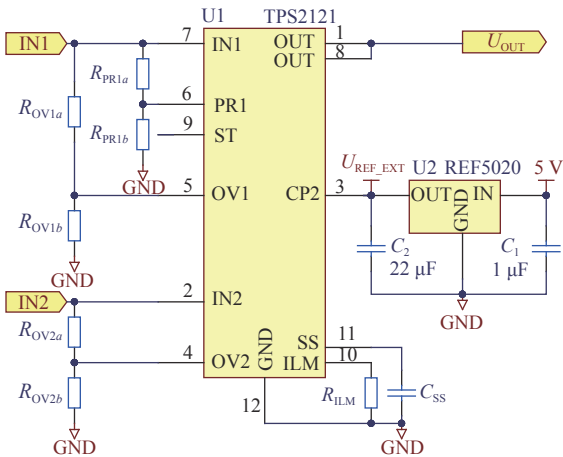 U1 TPS2121
IN1 7 IN1 OUT 1 U_OUT
OUT 8
R_PR1a
6 PR1
R_OV1a
R_PR1b 9 ST
GND
U_REF_EXT U2 REF5020 5 V
5 OV1 CP2 3 OUT IN
GND
R_OV1b
C_2 C_1
22 μF 1 μF
GND
IN2 2 IN2
GND
R_OV2a
SS 11
GND
4 OV2 ILM 10
R_OV2b R_ILM C_SS
12
GND GND